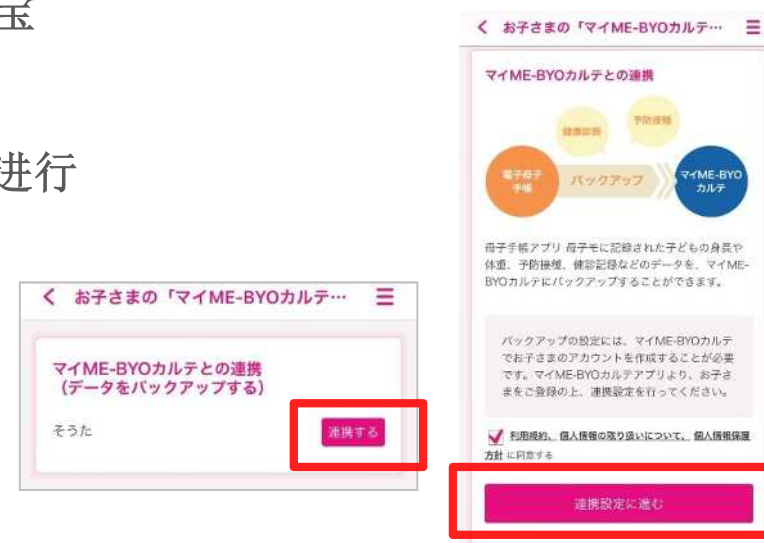 宝
进行
お子さまの「マイME-BYOカルテ…
マイME-BYOカルテとの連携
(データをバックアップする)
そうた
連携する
お子さまの「マイME-BYOカルテ…
マイME-BYOカルテとの連携
健康診断
予防接種
電子母子
手帳
バックアップ
マイME-BYO
カルテ
母子手帳アプリ 母子モに記録された子どもの身長や
体重、予防接種、健診記録などのデータを、マイME-
BYOカルテにバックアップすることができます。
バックアップの設定には、マイME-BYOカルテ
でお子さまのアカウントを作成することが必要
です。マイME-BYOカルテアプリより、お子さ
まをご登録の上、連携設定を行ってください。
利用規約、個人情報の取り扱いについて、個人情報保護
方針 に同意する
連携設定に進む